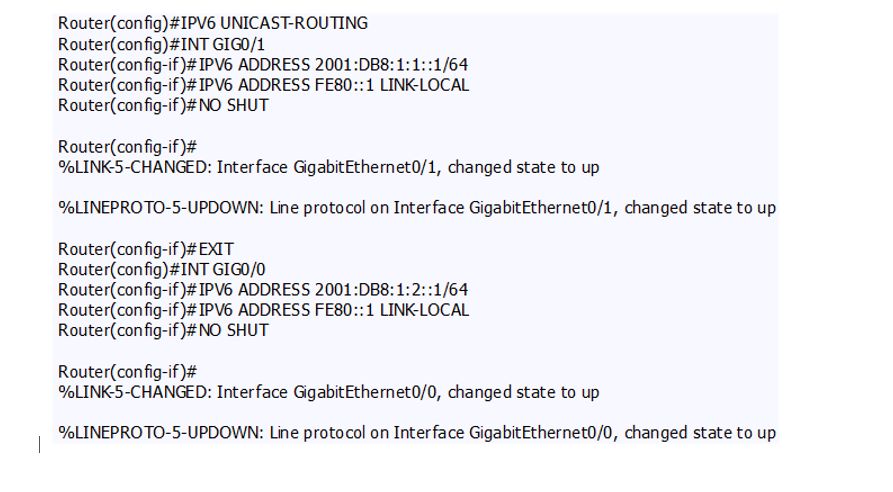 Router(config)#IPV6 UNICAST-ROUTING
Router(config)#INT GIG0/1
Router(config-if)#IPV6 ADDRESS 2001:DB8:1:1::1/64
Router(config-if)#IPV6 ADDRESS FE80::1 LINK-LOCAL
Router(config-if)#NO SHUT
Router(config-if)#
%LINK-5-CHANGED: Interface GigabitEthernet0/1, changed state to up
%LINEPROTO-5-UPDOWN: Line protocol on Interface GigabitEthernet0/1, changed state to up
Router(config-if)#EXIT
Router(config)#INT GIG0/0
Router(config-if)#IPV6 ADDRESS 2001:DB8:1:2::1/64
Router(config-if)#IPV6 ADDRESS FE80::1 LINK-LOCAL
Router(config-if)#NO SHUT
Router(config-if)#
%LINK-5-CHANGED: Interface GigabitEthernet0/0, changed state to up
%LINEPROTO-5-UPDOWN: Line protocol on Interface GigabitEthernet0/0, changed state to up